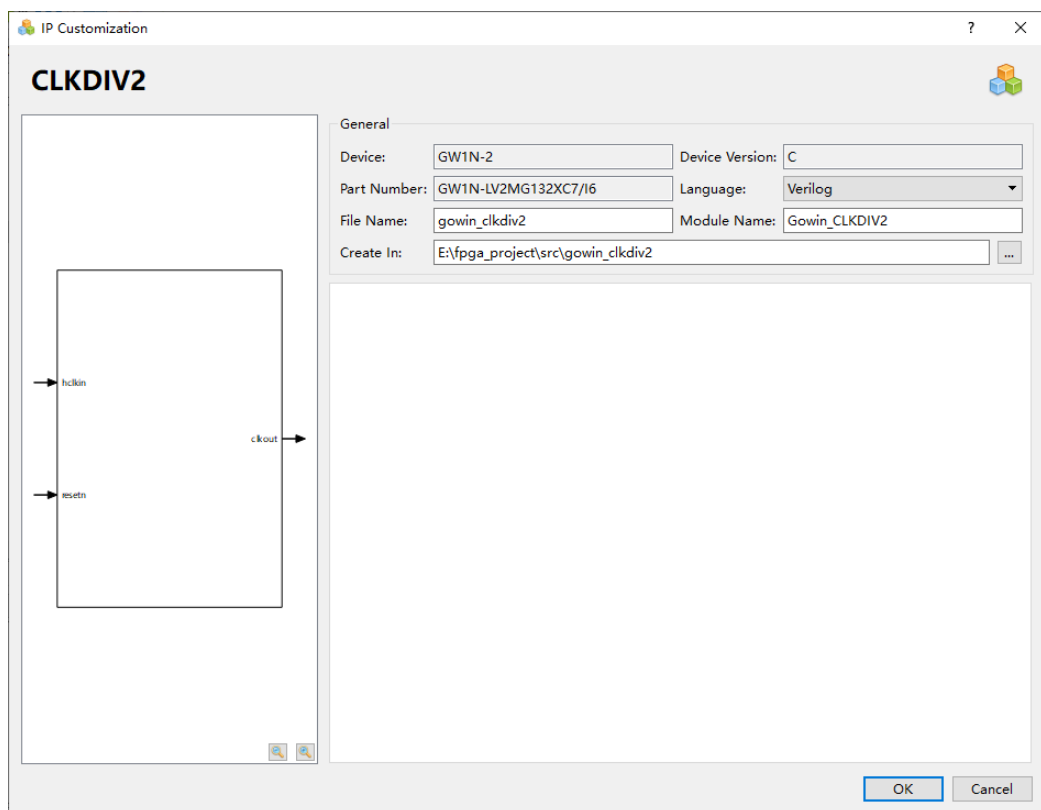 IP Customization
?
CLKDIV2
General
Device: GW1N-2 Device Version: C
Part Number: GW1N-LV2MG132XC7/I6 Language: Verilog
File Name: gowin_clkdiv2 Module Name: Gowin_CLKDIV2
Create In: E:\fpga_project\src\gowin_clkdiv2 ...
hclkin
clkout
resetn
OK Cancel